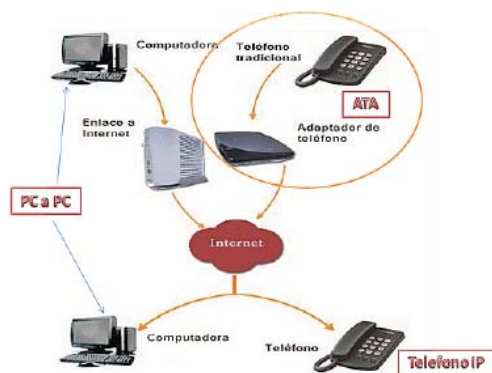 Computadora
Teléfono
tradicional
ATA
Enlace a
Internet
Adaptador de
teléfono
PC a PC
Internet
Computadora
Teléfono
Telefono IP